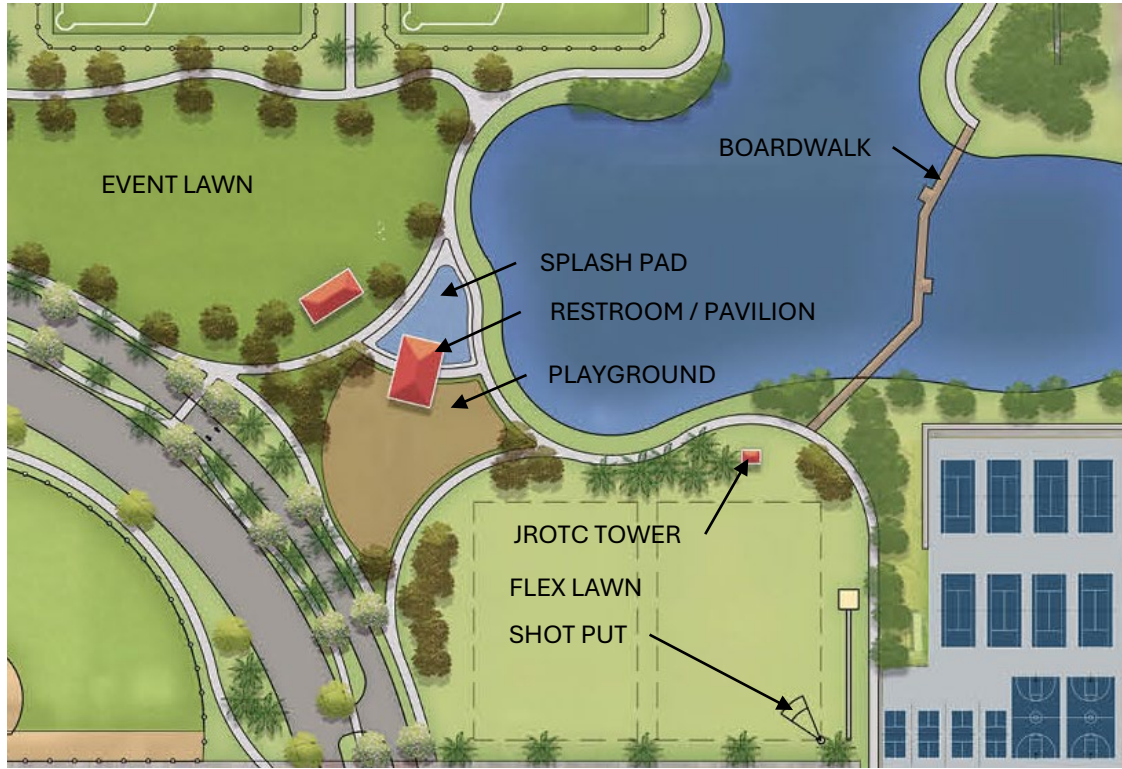 BOARDWALK
EVENT LAWN
SPLASH PAD
RESTROOM / PAVILION
PLAYGROUND
JROTC TOWER
FLEX LAWN
SHOT PUT